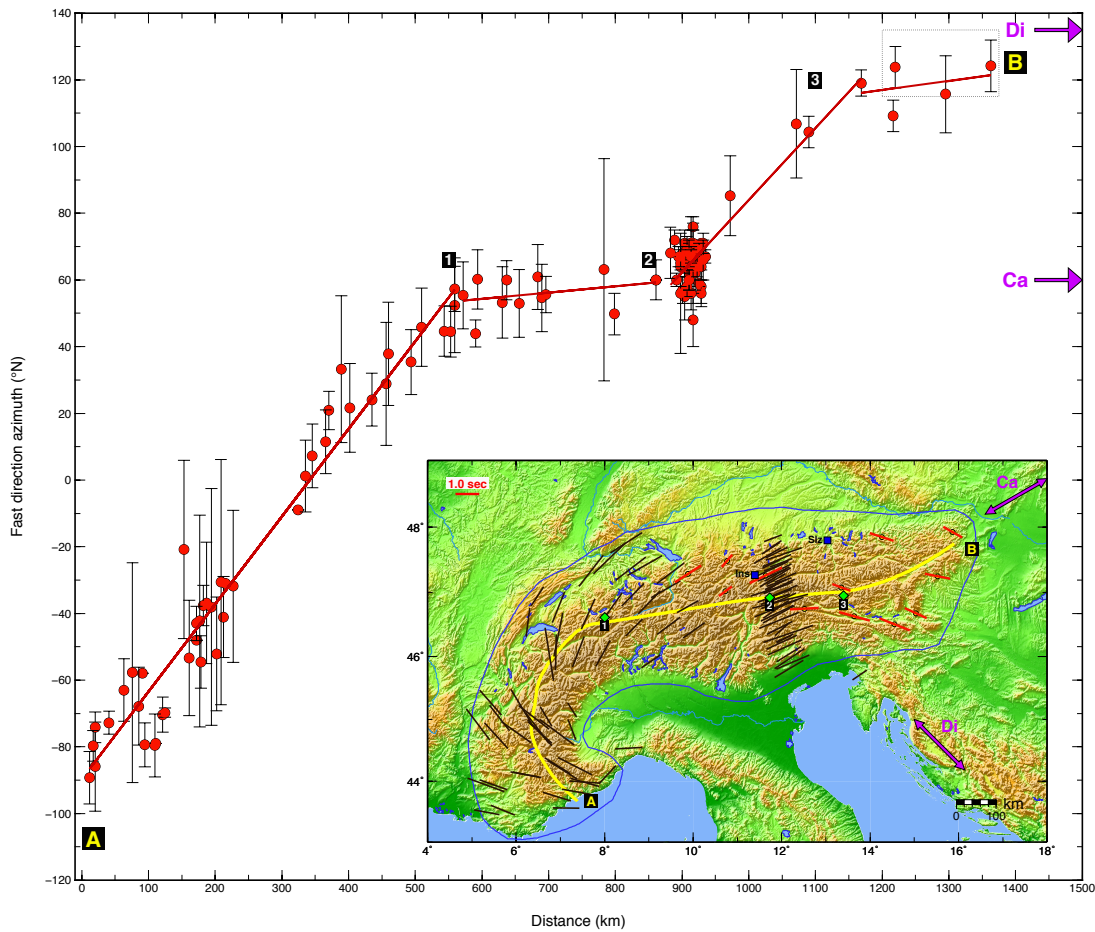 Fast direction azimuth (°N)
140
120
100
80
60
40
20
0
−20
−40
−60
−80
−100
−120
Di
B
3
1
2
Ca
A
0 100 200 300 400 500 600 700 800 900 1000 1100 1200 1300 1400 1500
Distance (km)
1.0 sec
Ca
48˚
Slz
B
Ins
2
3
1
46˚
Di
44˚
A
km
0 100
4˚ 6˚ 8˚ 10˚ 12˚ 14˚ 16˚ 18˚